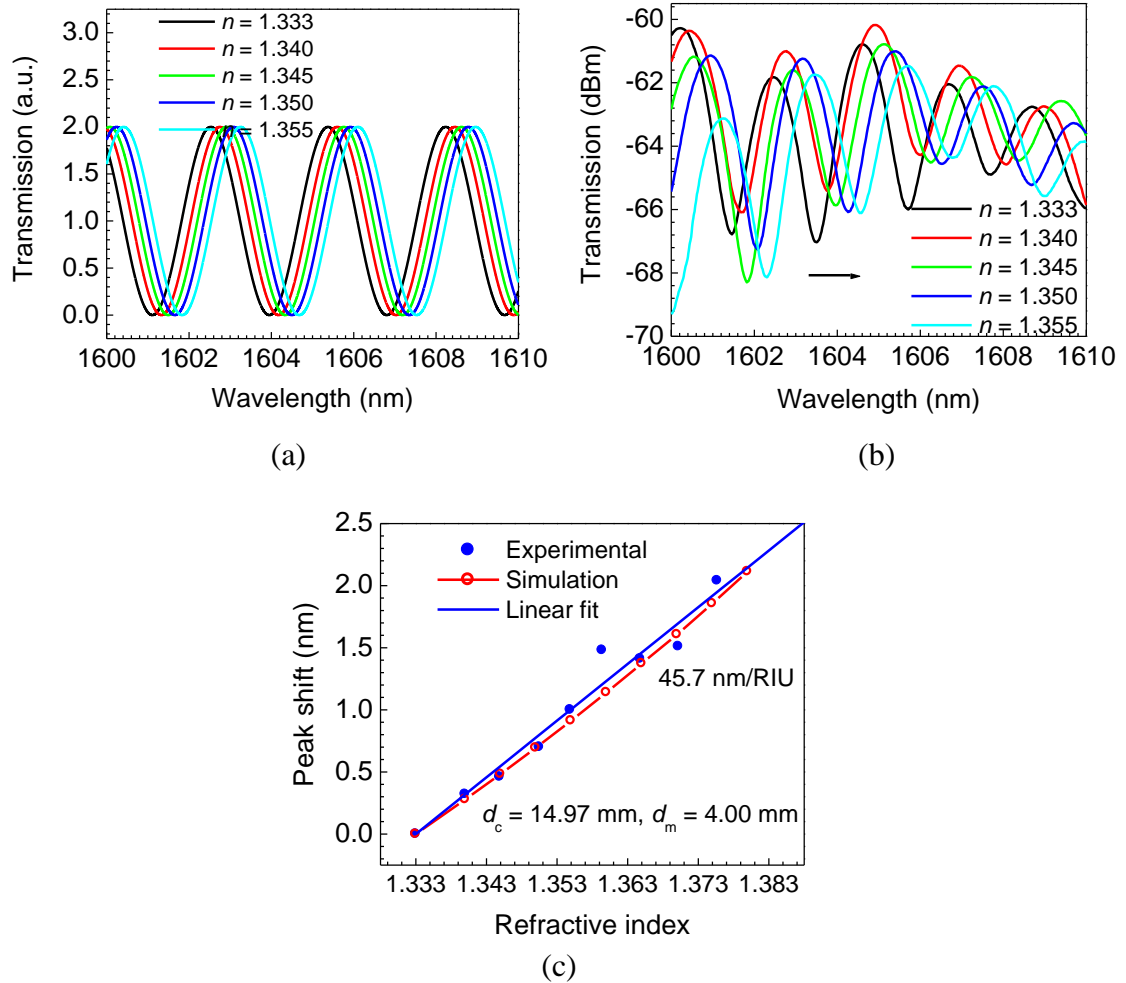 n = 1.333
n = 1.340
n = 1.345
n = 1.350
n = 1.355
3.0
2.5
2.0
1.5
1.0
0.5
0.0
Transmission (a.u.)
1600 1602 1604 1606 1608 1610
Wavelength (nm)
(a)
-60
-62
-64
-66
-68
-70
Transmission (dBm)
n = 1.333
n = 1.340
n = 1.345
n = 1.350
n = 1.355
1600 1602 1604 1606 1608 1610
Wavelength (nm)
(b)
2.5
2.0
1.5
1.0
0.5
0.0
Peak shift (nm)
Experimental
Simulation
Linear fit
45.7 nm/RIU
dc = 14.97 mm, dm = 4.00 mm
1.333 1.343 1.353 1.363 1.373 1.383
Refractive index
(c)